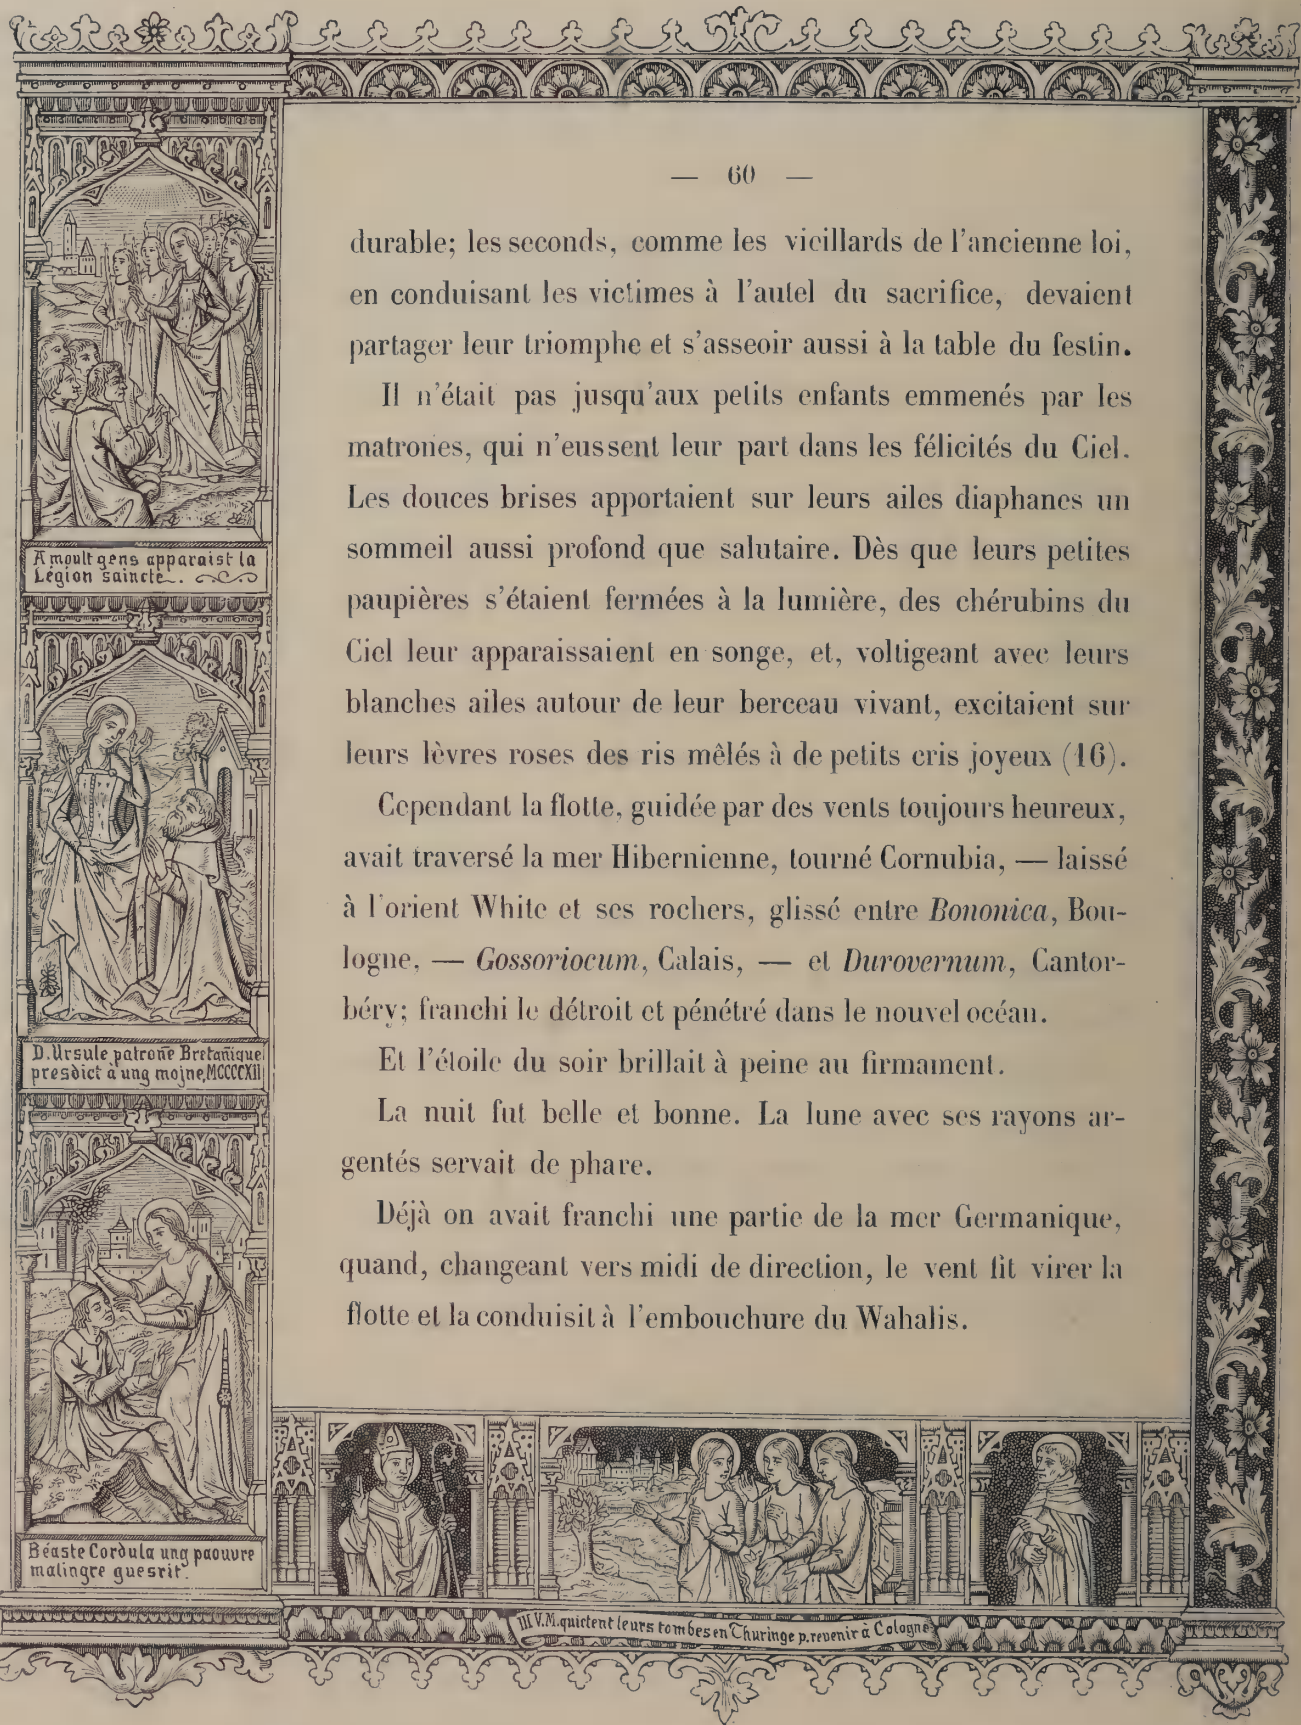 — 60 —
durable; les seconds, comme les vieillards de l'ancienne loi,
en conduisant les victimes à l'autel du sacrifice, devaient
partager leur triomphe et s'asseoir aussi à la table du festin.
Il n'était pas jusqu'aux petits enfants emmenés par les
matrones, qui n'eussent leur part dans les félicités du Ciel.
Les douces brises apportaient sur leurs ailes diaphanes un
sommeil aussi profond que salutaire. Dès que leurs petites
paupières s'étaient fermées à la lumière, des chérubins du
Ciel leur apparaissaient en songe, et, voltigeant avec leurs
blanches ailes autour de leur berceau vivant, excitaient sur
leurs lèvres roses des ris mêlés à de petits cris joyeux (16).
Cependant la flotte, guidée par des vents toujours heureux,
avait traversé la mer Hibernienne, tourné Cornubia, — laissé
à l'orient White et ses rochers, glissé entre Bononica, Bou-
logne, — Gossoriocum, Calais, — et Durovernum, Cantor-
béry; franchi le détroit et pénétré dans le nouvel océan.
Et l'étoile du soir brillait à peine au firmament.
La nuit fut belle et bonne. La lune avec ses rayons ar-
gentés servait de phare.
Déjà on avait franchi une partie de la mer Germanique,
quand, changeant vers midi de direction, le vent fit virer la
flotte et la conduisit à l'embouchure du Wahalis.
A moult gens apparaist la
Légion saincte.
D. Ursule patroñe Bretañique
presdict à ung mojne, MCCCCXII
Béaste Cordula ung paouvre
malingre guesrit.
III V.M. quictent leurs tombes en Thuringe p. revenir à Cologne